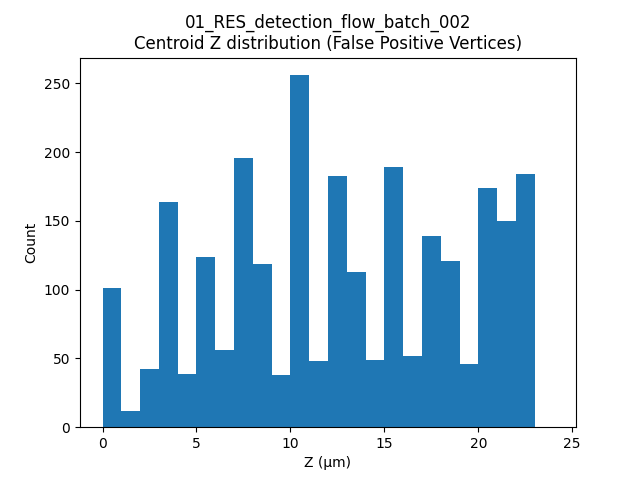 01_RES_detection_flow_batch_002
Centroid Z distribution (False Positive Vertices)
250
200
150
100
50
0
Count
0 5 10 15 20 25
Z (μm)